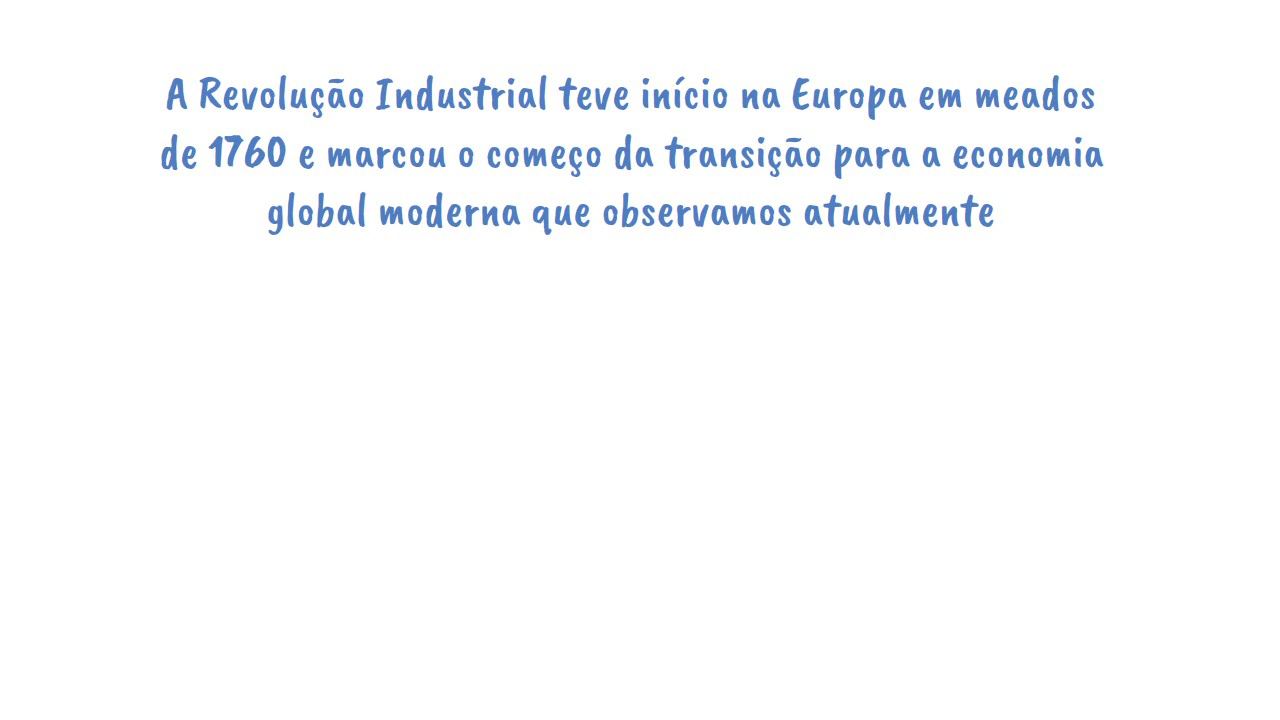 A Revolução Industrial teve início na Europa em meados
de 1760 e marcou o começo da transição para a economia
global moderna que observamos atualmente